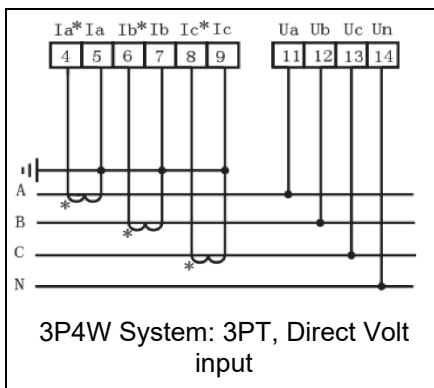 Ia* Ia Ib* Ib Ic* Ic Ua Ub Uc Un
4 5 6 7 8 9 11 12 13 14
A
*
B
*
C
*
N
3P4W System: 3PT, Direct Volt
input